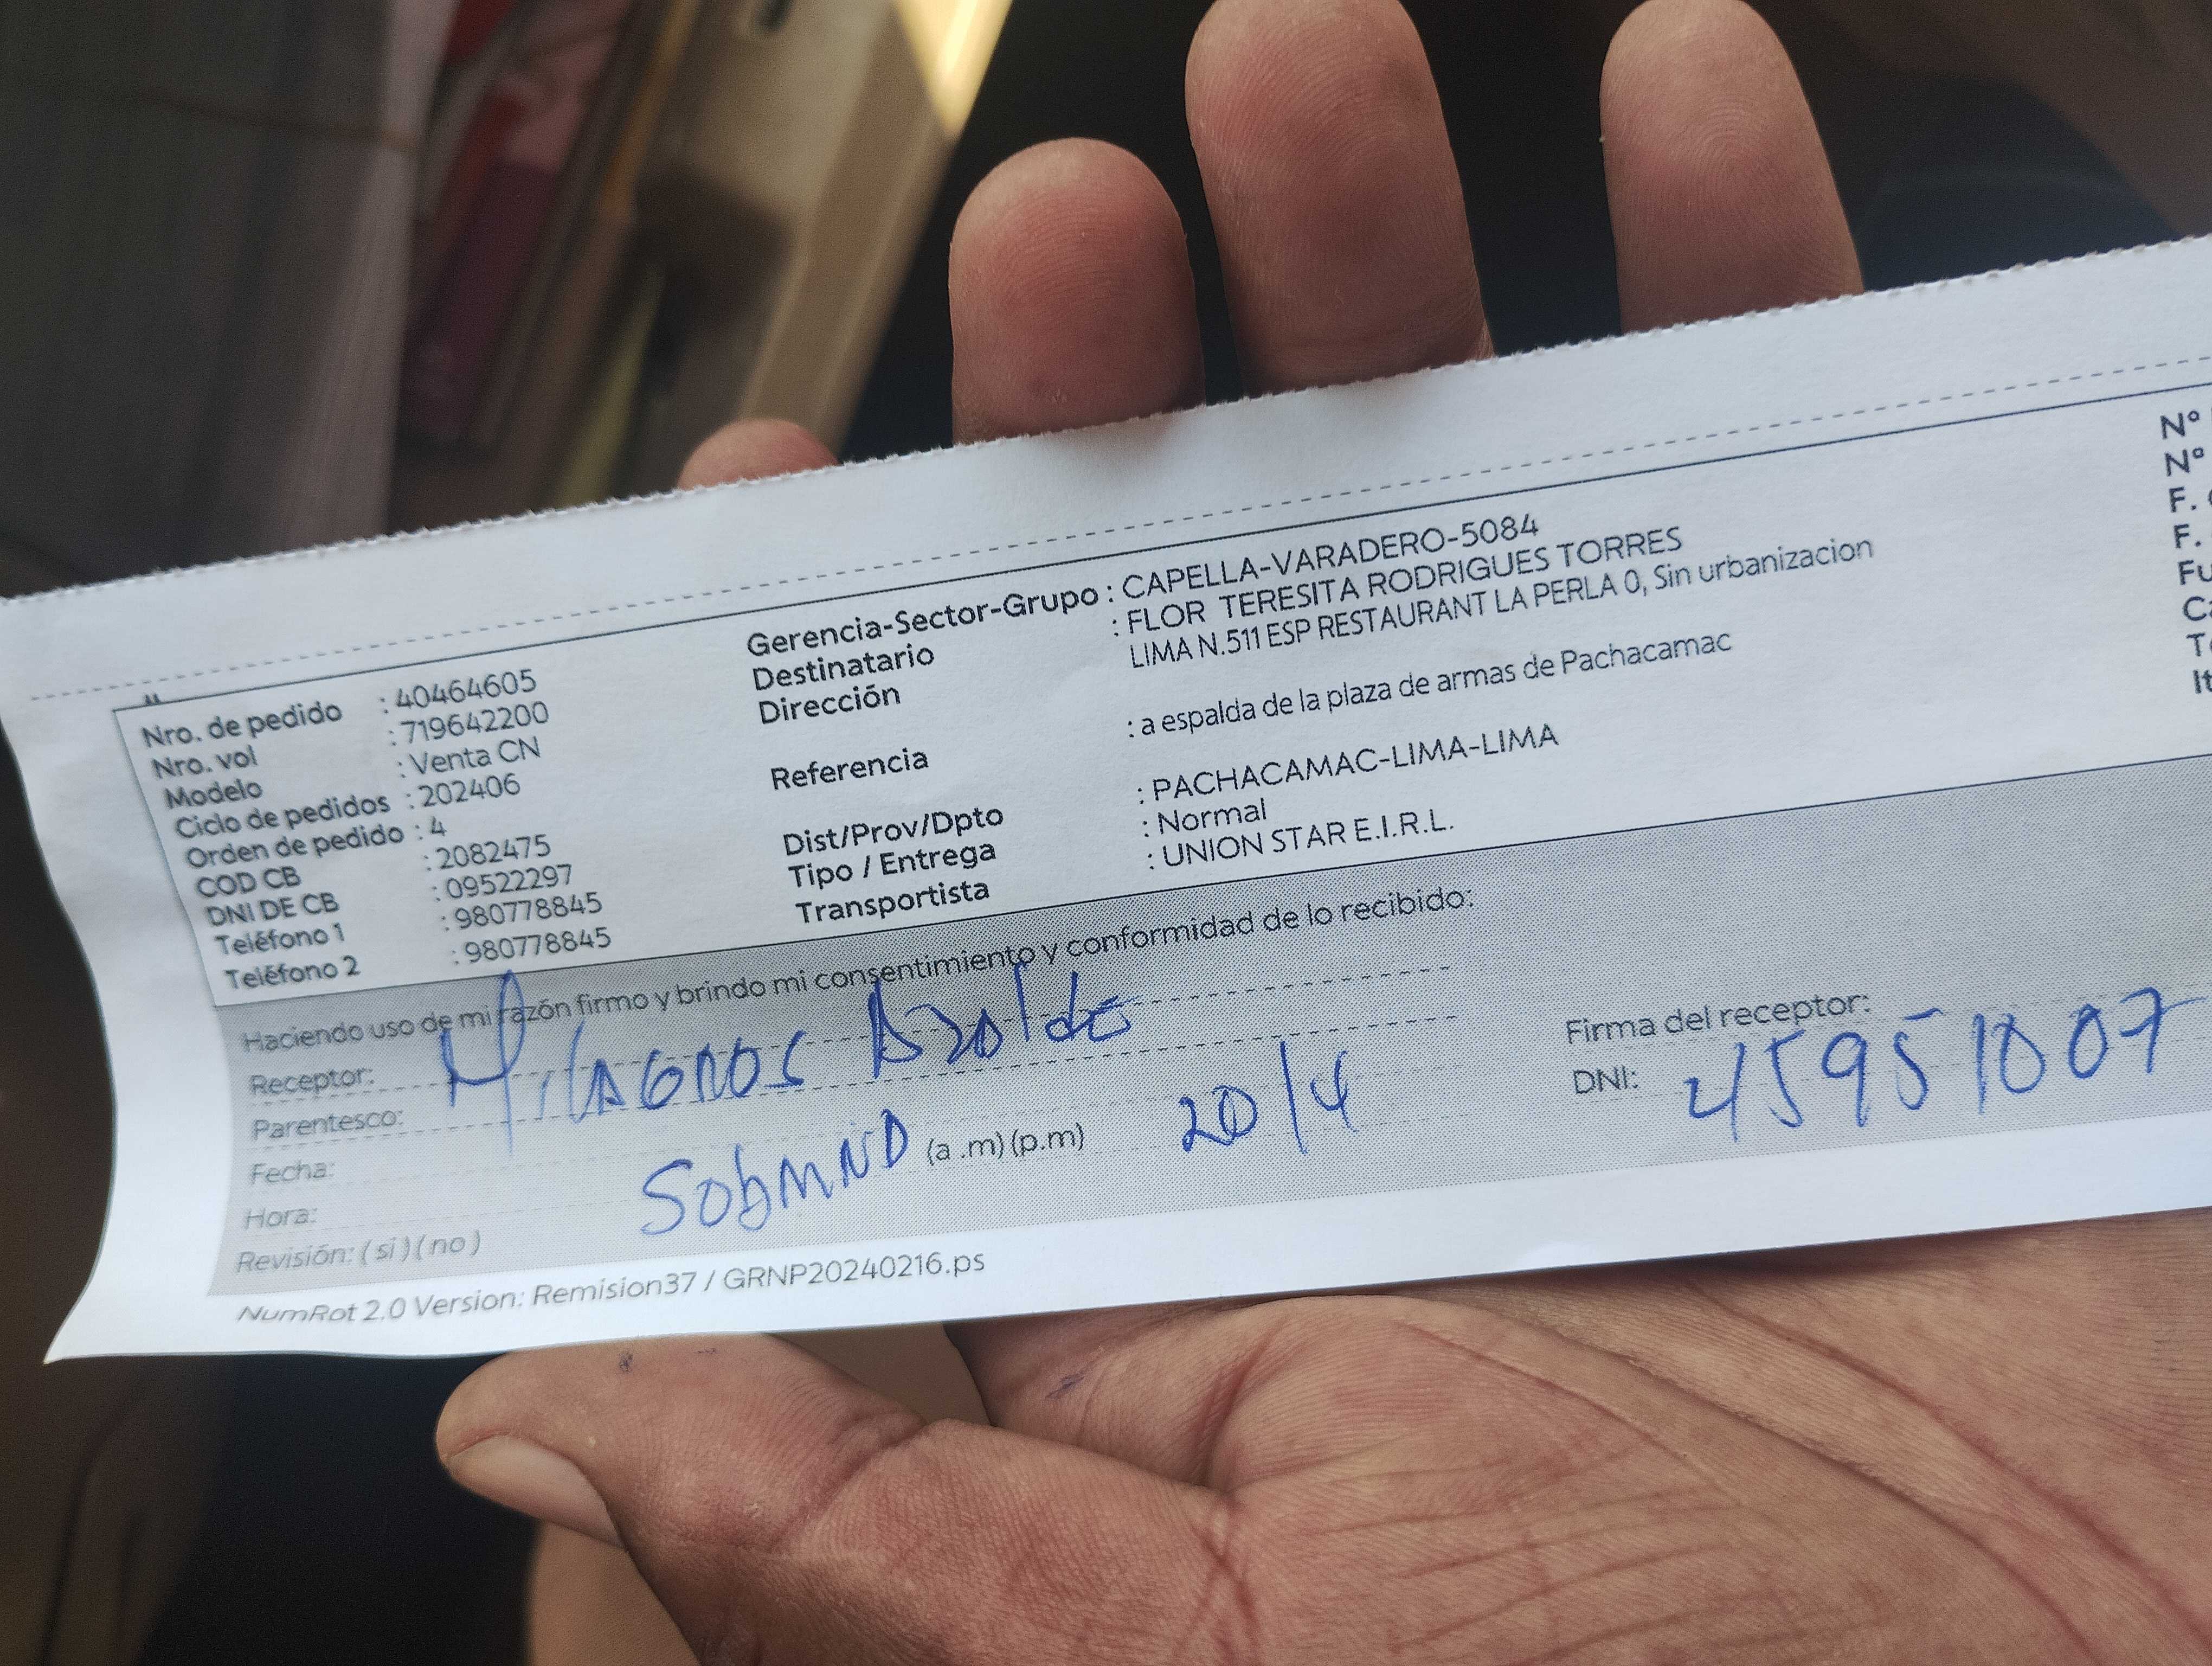 Nro. de pedido : 40464605
Nro. vol : 719642200
Modelo : Venta CN
Ciclo de pedidos : 202406
Orden de pedido : 4
COD CB : 2082475
DNI DE CB : 09522297
Teléfono 1 : 980778845
Teléfono 2 : 980778845
Gerencia-Sector-Grupo : CAPELLA-VARADERO-5084
Destinatario : FLOR TERESITA RODRIGUES TORRES
Dirección LIMA N.511 ESP RESTAURANT LA PERLA 0, Sin urbanizacion
Referencia : a espalda de la plaza de armas de Pachacamac
Dist/Prov/Dpto : PACHACAMAC-LIMA-LIMA
Tipo / Entrega : Normal
Transportista : UNION STAR E.I.R.L.
N°
N°
F.
F.
Fu
Ca
Te
It
Haciendo uso de mi razón firmo y brindo mi consentimiento y conformidad de lo recibido:
Receptor: Milagros
Parentesco:
Fecha: 20/4
Hora: (a .m) (p.m)
Revisión: ( si ) ( no )
Firma del receptor:
DNI: 45951007
NumRot 2.0 Version: Remision37 / GRNP20240216.ps